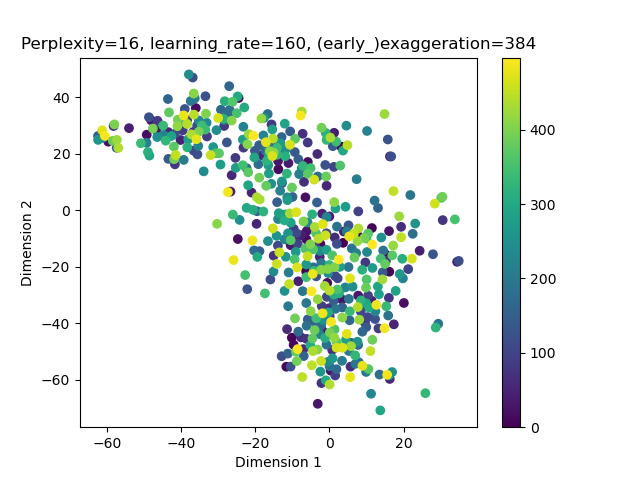 Perplexity=16, learning_rate=160, (early_)exaggeration=384
40
20
0
−20
−40
−60
Dimension 2
−60 −40 −20 0 20
Dimension 1
400
300
200
100
0